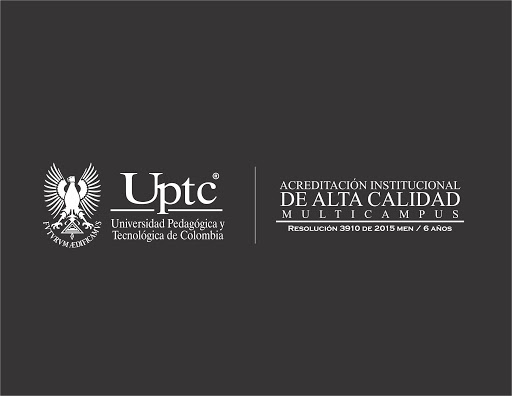 FVTVRVM ÆDIFICAMVS
Uptc®
Universidad Pedagógica y
Tecnológica de Colombia
ACREDITACIÓN INSTITUCIONAL
DE ALTA CALIDAD
MULTICAMPUS
RESOLUCIÓN 3910 DE 2015 MEN / 6 AÑOS